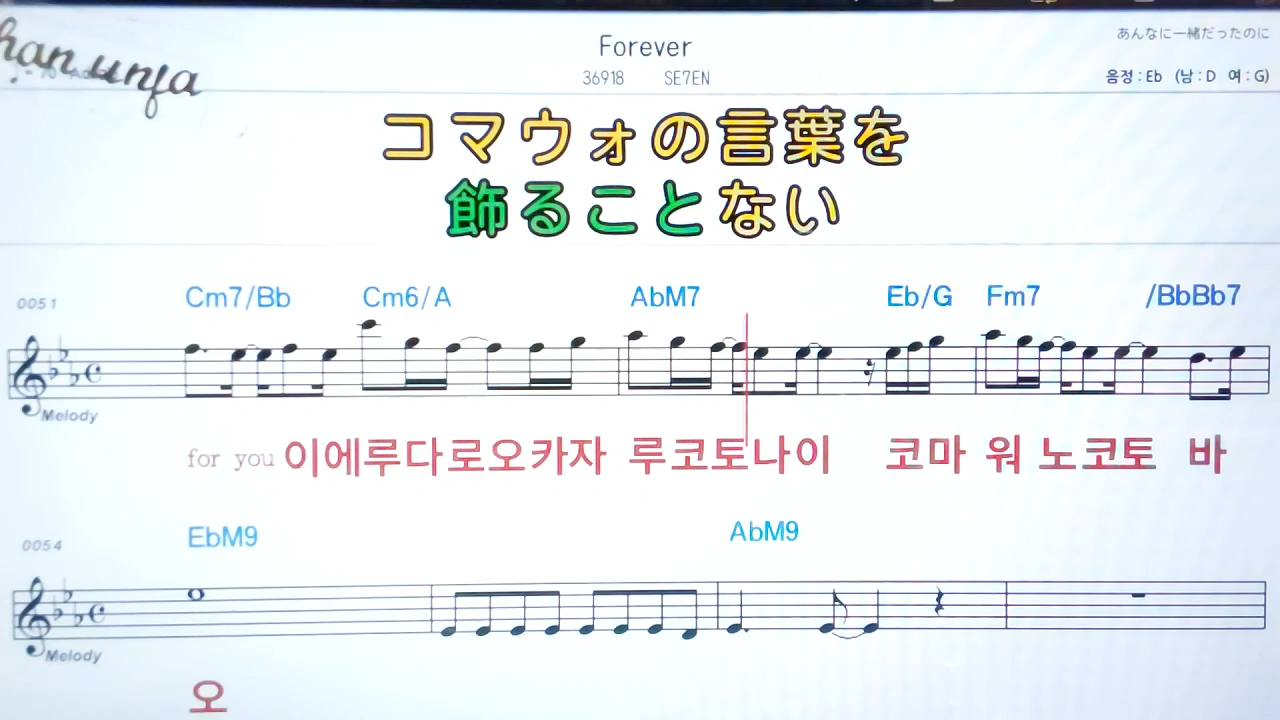 han unja
Forever
あんなに一緒だったのに
36918 SE7EN
음정 : Eb (남 : D 여 : G)
コマウォの言葉を
飾ることない
0051
Cm7/Bb Cm6/A AbM7 Eb/G Fm7 /BbBb7
Melody
for you 이에루다로오카자 루코토나이 코마 워 노코토 바
0054
EbM9 AbM9
Melody
오